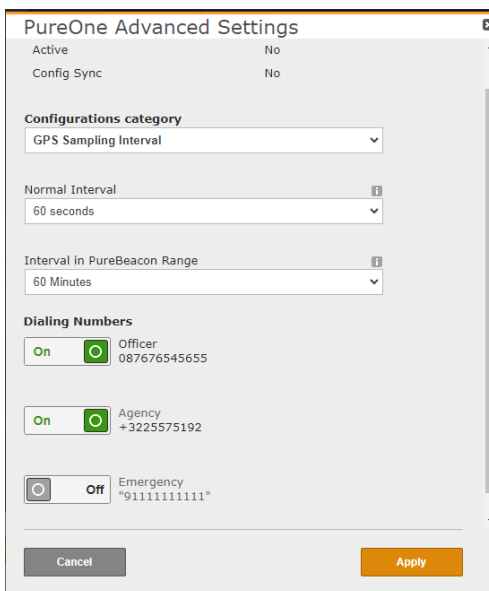 PureOne Advanced Settings
Active No
Config Sync No
Configurations category
GPS Sampling Interval
Normal Interval
60 seconds
Interval in PureBeacon Range
60 Minutes
Dialing Numbers
On Officer
087676545655
On Agency
+3225575192
Off Emergency
"91111111111"
Cancel Apply